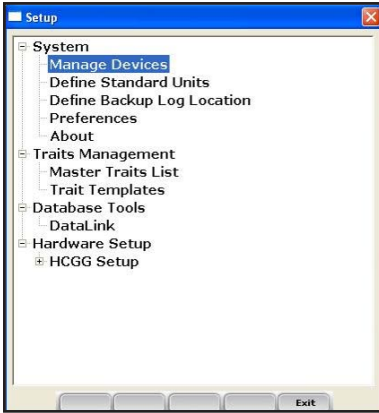 Setup
System
Manage Devices
Define Standard Units
Define Backup Log Location
Preferences
About
Traits Management
Master Traits List
Trait Templates
Database Tools
DataLink
Hardware Setup
HCGG Setup
Exit